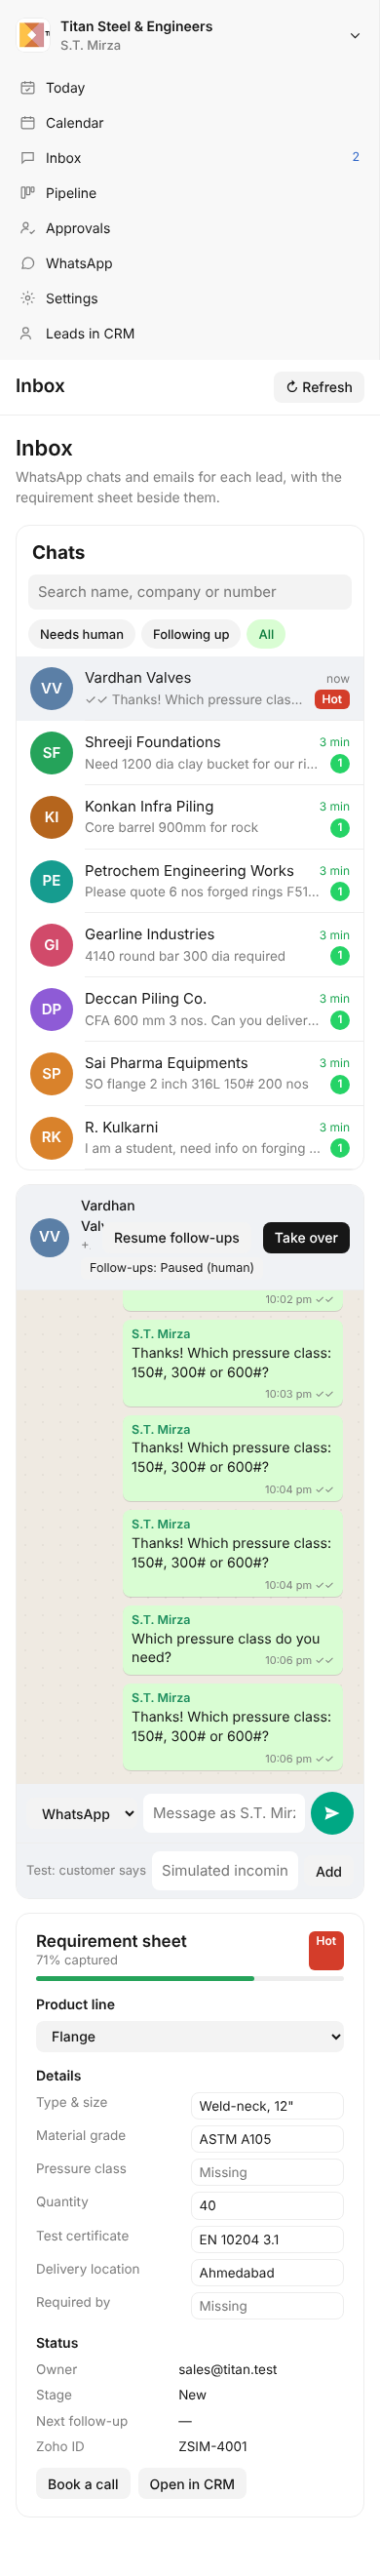 Titan Steel & Engineers
S.T. Mirza
Today
Calendar
Inbox 2
Pipeline
Approvals
WhatsApp
Settings
Leads in CRM
Inbox
Refresh
Inbox
WhatsApp chats and emails for each lead, with the
requirement sheet beside them.
Chats
Search name, company or number
Needs human Following up All
VV Vardhan Valves now
✓✓ Thanks! Which pressure clas... Hot
SF Shreeji Foundations 3 min
Need 1200 dia clay bucket for our ri... 1
KI Konkan Infra Piling 3 min
Core barrel 900mm for rock 1
PE Petrochem Engineering Works 3 min
Please quote 6 nos forged rings F51... 1
GI Gearline Industries 3 min
4140 round bar 300 dia required 1
DP Deccan Piling Co. 3 min
CFA 600 mm 3 nos. Can you deliver... 1
SP Sai Pharma Equipments 3 min
SO flange 2 inch 316L 150# 200 nos 1
RK R. Kulkarni 3 min
I am a student, need info on forging ... 1
VV Vardhan
Resume follow-ups Take over
Follow-ups: Paused (human)
10:02 pm ✓✓
S.T. Mirza
Thanks! Which pressure class:
150#, 300# or 600#?
10:03 pm ✓✓
S.T. Mirza
Thanks! Which pressure class:
150#, 300# or 600#?
10:04 pm ✓✓
S.T. Mirza
Thanks! Which pressure class:
150#, 300# or 600#?
10:04 pm ✓✓
S.T. Mirza
Which pressure class do you
need? 10:06 pm ✓✓
S.T. Mirza
Thanks! Which pressure class:
150#, 300# or 600#?
10:06 pm ✓✓
WhatsApp Message as S.T. Mir
Test: customer says Simulated incomin Add
Requirement sheet Hot
71% captured
Product line
Flange
Details
Type & size Weld-neck, 12"
Material grade ASTM A105
Pressure class Missing
Quantity 40
Test certificate EN 10204 3.1
Delivery location Ahmedabad
Required by Missing
Status
Owner sales@titan.test
Stage New
Next follow-up —
Zoho ID ZSIM-4001
Book a call Open in CRM